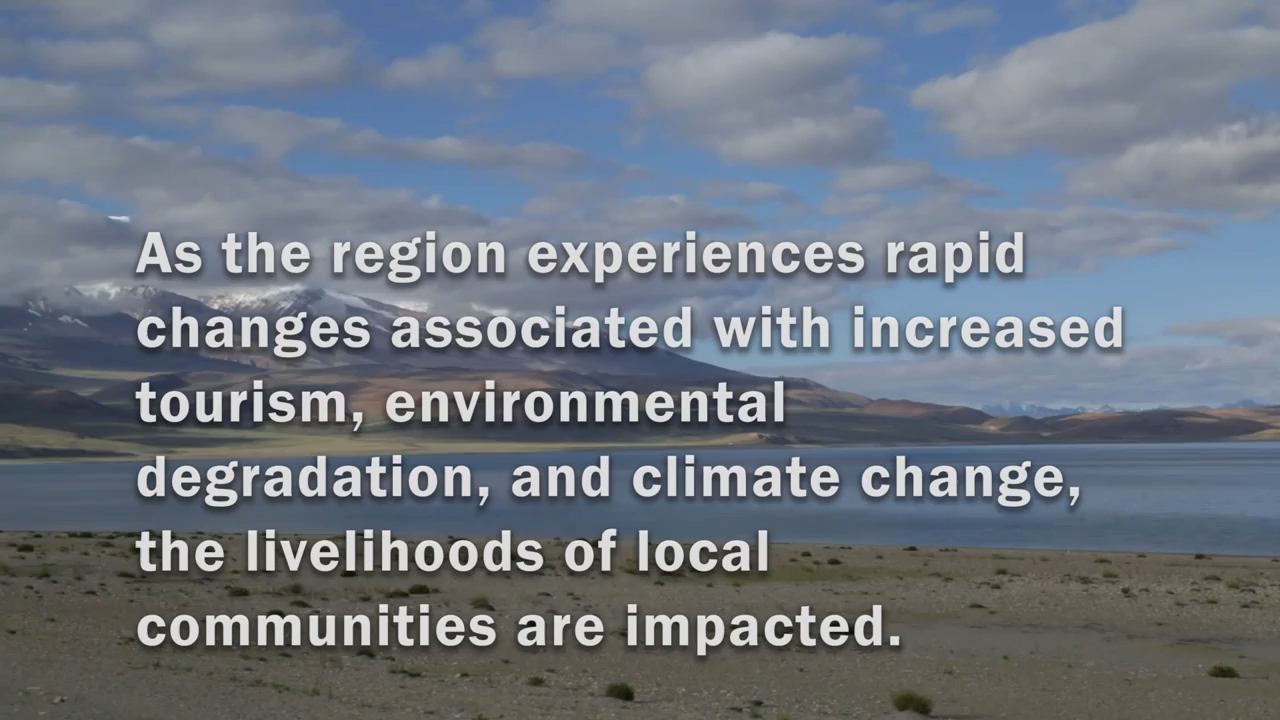 As the region experiences rapid
changes associated with increased
tourism, environmental
degradation, and climate change,
the livelihoods of local
communities are impacted.